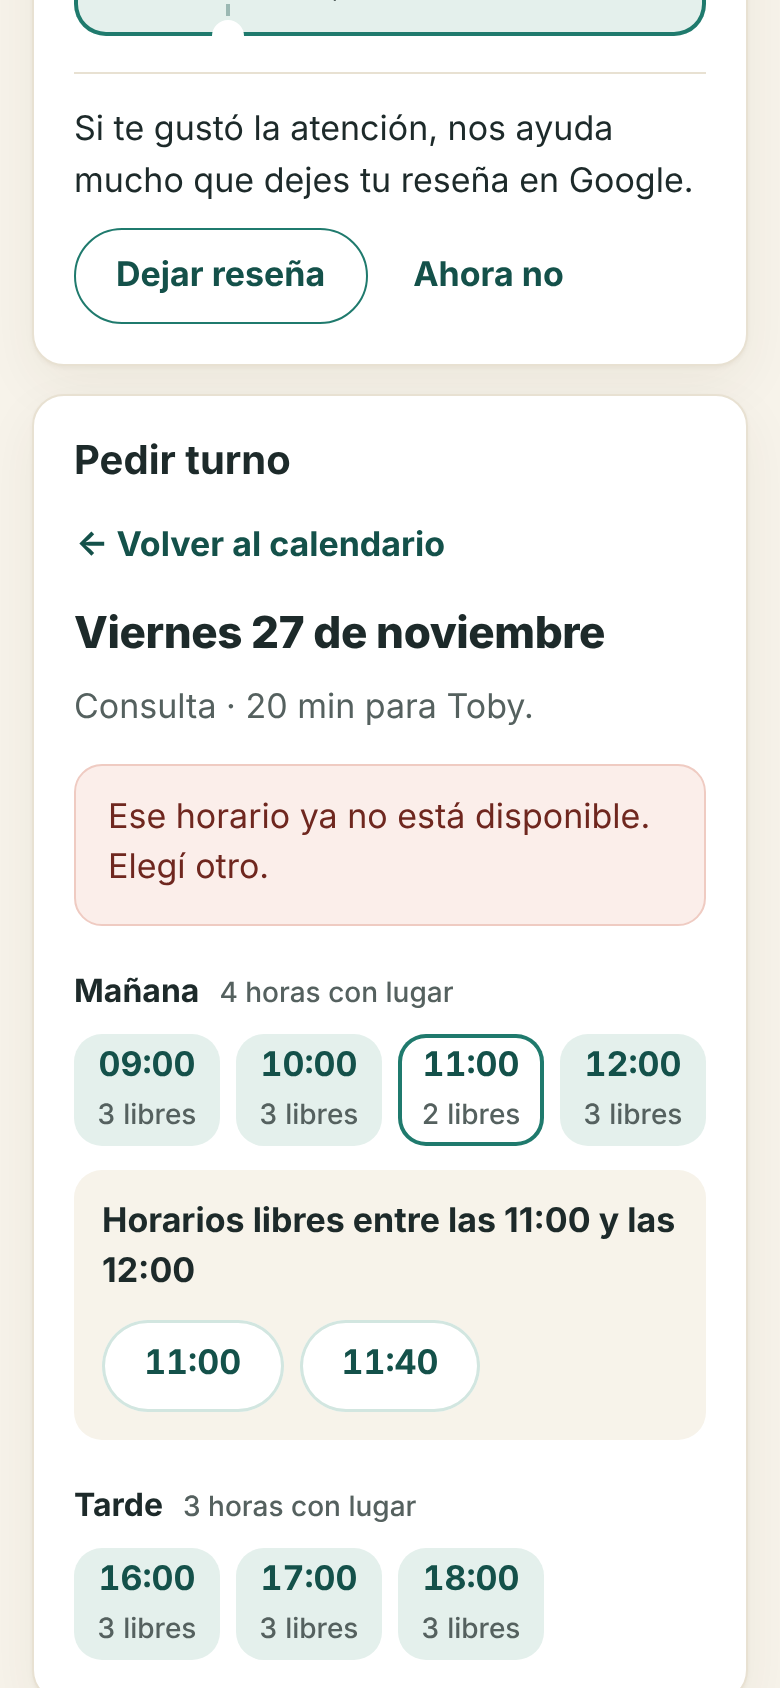 Si te gustó la atención, nos ayuda
mucho que dejes tu reseña en Google.
Dejar reseña
Ahora no
Pedir turno
← Volver al calendario
Viernes 27 de noviembre
Consulta · 20 min para Toby.
Ese horario ya no está disponible.
Elegí otro.
Mañana 4 horas con lugar
09:00 10:00 11:00 12:00
3 libres 3 libres 2 libres 3 libres
Horarios libres entre las 11:00 y las
12:00
11:00 11:40
Tarde 3 horas con lugar
16:00 17:00 18:00
3 libres 3 libres 3 libres